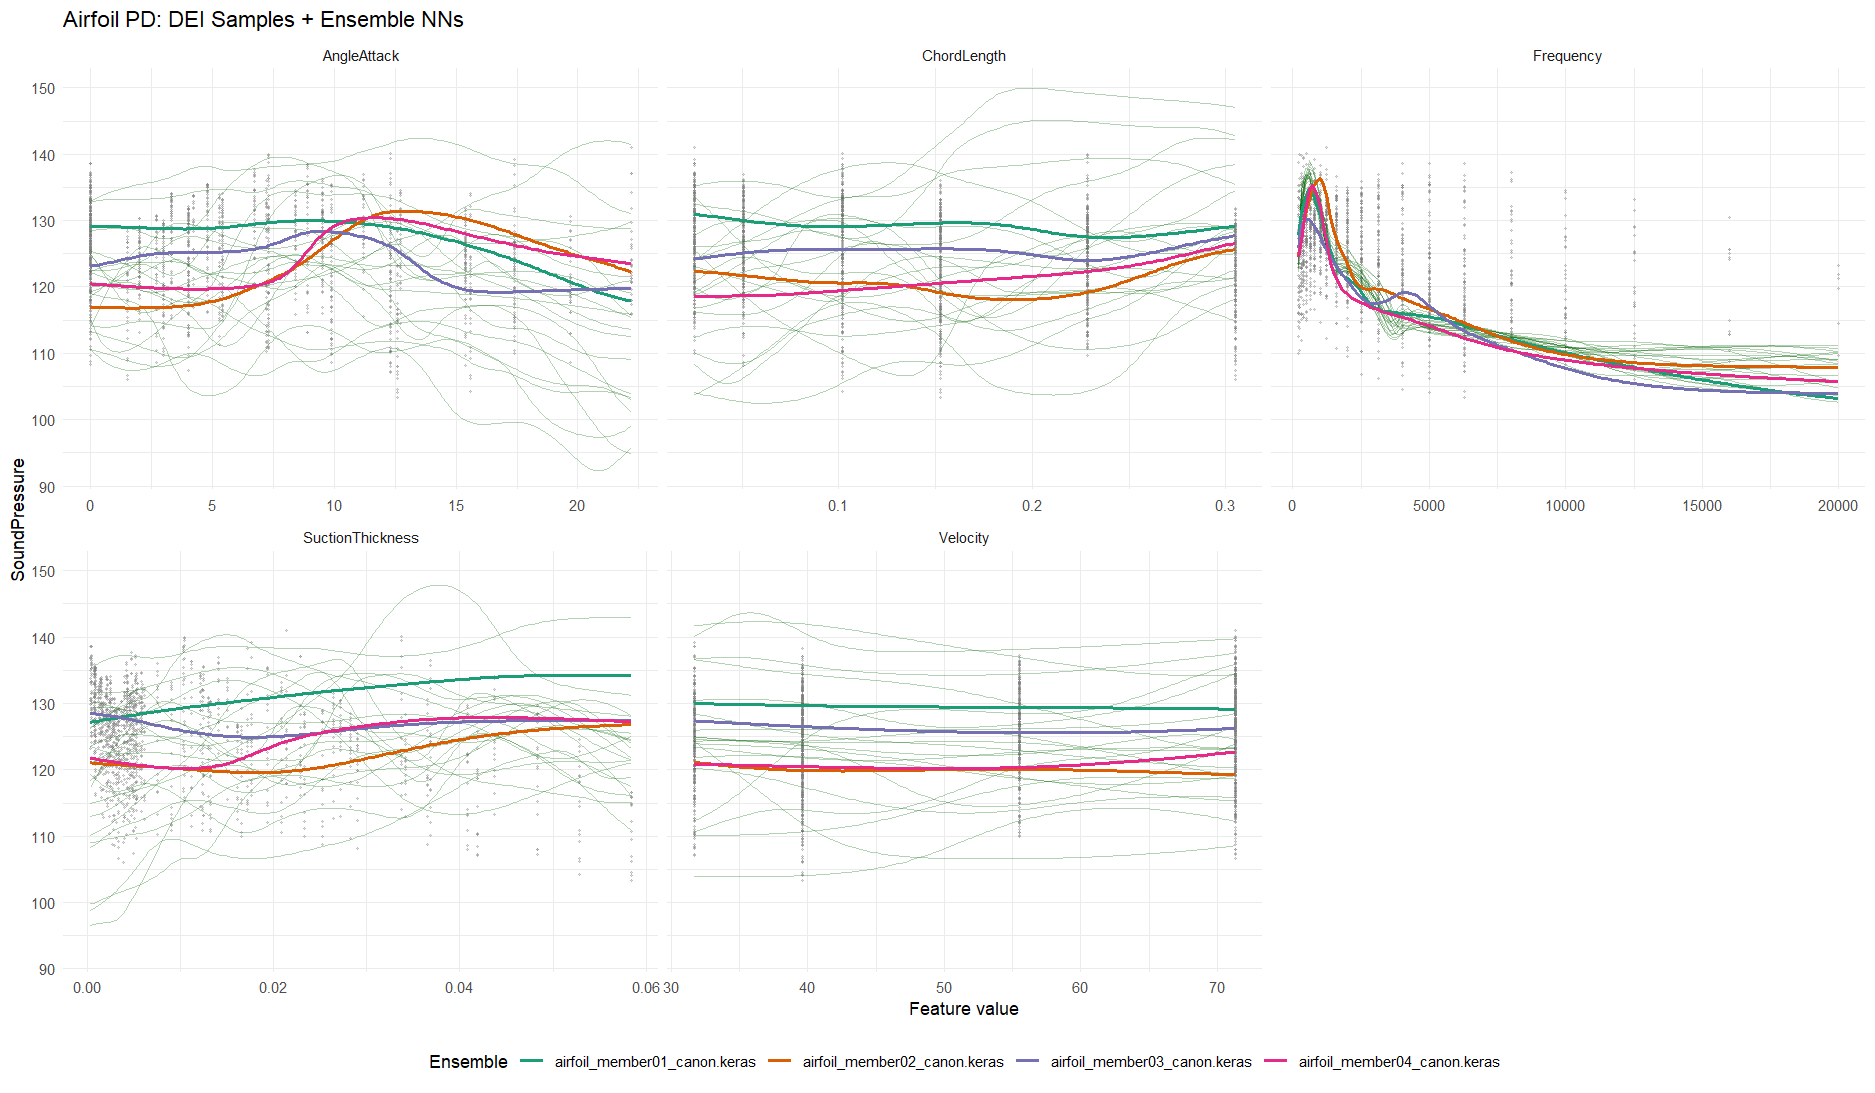 Airfoil PD: DEI Samples + Ensemble NNs
AngleAttack
ChordLength
Frequency
150
140
130
120
110
100
90
0 5 10 15 20
0.1 0.2 0.3
0 5000 10000 15000 20000
SoundPressure
SuctionThickness
Velocity
150
140
130
120
110
100
90
0.00 0.02 0.04 0.06
30 40 50 60 70
Feature value
Ensemble airfoil_member01_canon.keras airfoil_member02_canon.keras airfoil_member03_canon.keras airfoil_member04_canon.keras